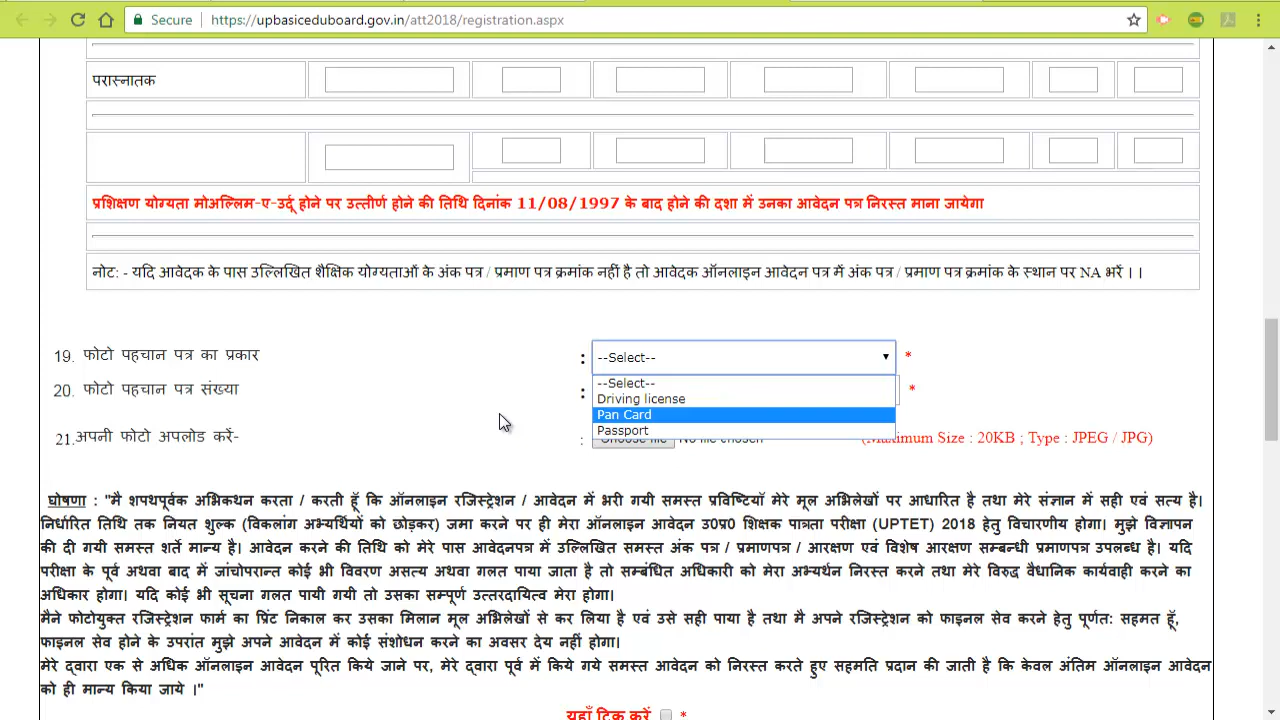 Secure https://upbasiceduboard.gov.in/att2018/registration.aspx
परास्नातक
प्रशिक्षण योग्यता मोअल्लिम-ए-उर्दू होने पर उत्तीर्ण होने की तिथि दिनांक 11/08/1997 के बाद होने की दशा में उनका आवेदन पत्र निरस्त माना जायेगा
नोट: - यदि आवेदक के पास उल्लिखित शैक्षिक योग्यताओं के अंक पत्र / प्रमाण पत्र क्रमांक नहीं है तो आवेदक ऑनलाइन आवेदन पत्र में अंक पत्र / प्रमाण पत्र क्रमांक के स्थान पर NA भरें ।।
19. फोटो पहचान पत्र का प्रकार : --Select-- *
--Select--
20. फोटो पहचान पत्र संख्या : *
Driving license
Pan Card
Passport
21.अपनी फोटो अपलोड करें- : Choose file No file chosen (Maximum Size : 20KB ; Type : JPEG / JPG)
घोषणा : "मै शपथपूर्वक अभिकथन करता / करती हूँ कि ऑनलाइन रजिस्ट्रेशन / आवेदन में भरी गयी समस्त प्रविष्टियॉ मेरे मूल अभिलेखों पर आधारित है तथा मेरे संज्ञान में सही एवं सत्य है।
निर्धारित तिथि तक नियत शुल्क (विकलांग अभ्यर्थियों को छोड़कर) जमा करने पर ही मेरा ऑनलाइन आवेदन उ0प्र0 शिक्षक पात्रता परीक्षा (UPTET) 2018 हेतु विचारणीय होगा। मुझे विज्ञापन
की दी गयी समस्त शर्ते मान्य है। आवेदन करने की तिथि को मेरे पास आवेदनपत्र में उल्लिखित समस्त अंक पत्र / प्रमाणपत्र / आरक्षण एवं विशेष आरक्षण सम्बन्धी प्रमाणपत्र उपलब्ध है। यदि
परीक्षा के पूर्व अथवा बाद में जांचोपरान्त कोई भी विवरण असत्य अथवा गलत पाया जाता है तो सम्बंधित अधिकारी को मेरा अभ्यर्थन निरस्त करने तथा मेरे विरुद्ध वैधानिक कार्यवाही करने का
अधिकार होगा। यदि कोई भी सूचना गलत पायी गयी तो उसका सम्पूर्ण उत्तरदायित्व मेरा होगा।
मैने फोटोयुक्त रजिस्ट्रेशन फार्म का प्रिंट निकाल कर उसका मिलान मूल अभिलेखों से कर लिया है एवं उसे सही पाया है तथा मै अपने रजिस्ट्रेशन को फाइनल सेव करने हेतु पूर्णत: सहमत हूँ,
फाइनल सेव होने के उपरांत मुझे अपने आवेदन में कोई संशोधन करने का अवसर देय नहीं होगा।
मेरे द्वारा एक से अधिक ऑनलाइन आवेदन पूरित किये जाने पर, मेरे द्वारा पूर्व में किये गये समस्त आवेदन को निरस्त करते हुए सहमति प्रदान की जाती है कि केवल अंतिम ऑनलाइन आवेदन
को ही मान्य किया जाये ।"
यहाँ टिक करें *